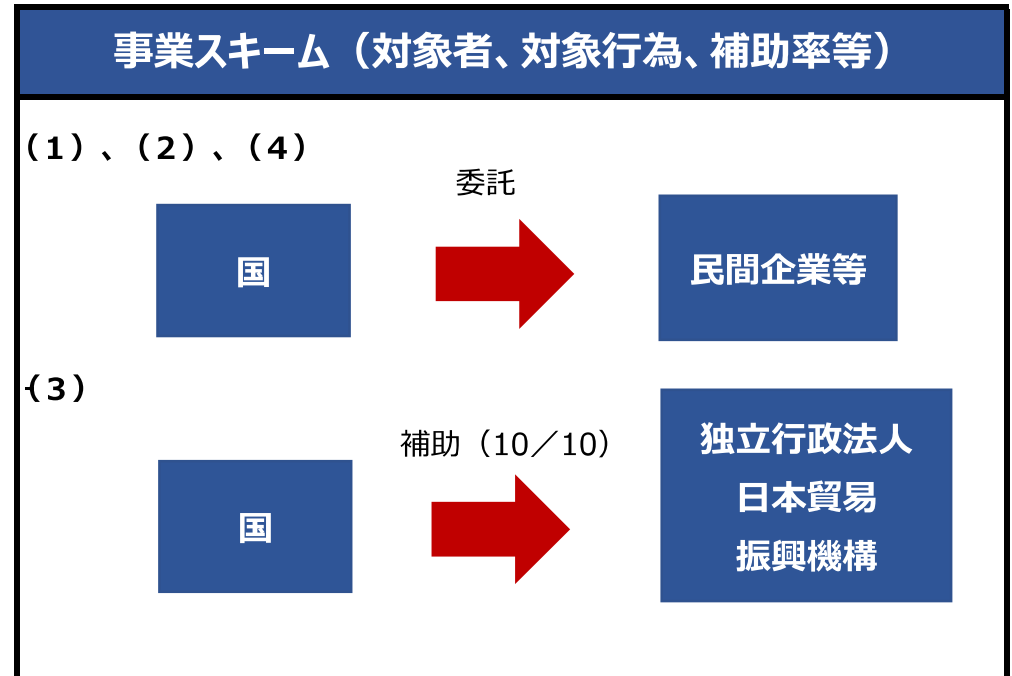 事業スキーム（対象者、対象行為、補助率等）
（1）、（2）、（4）
委託
国
民間企業等
（3）
補助（10／10）
国
独立行政法人
日本貿易
振興機構